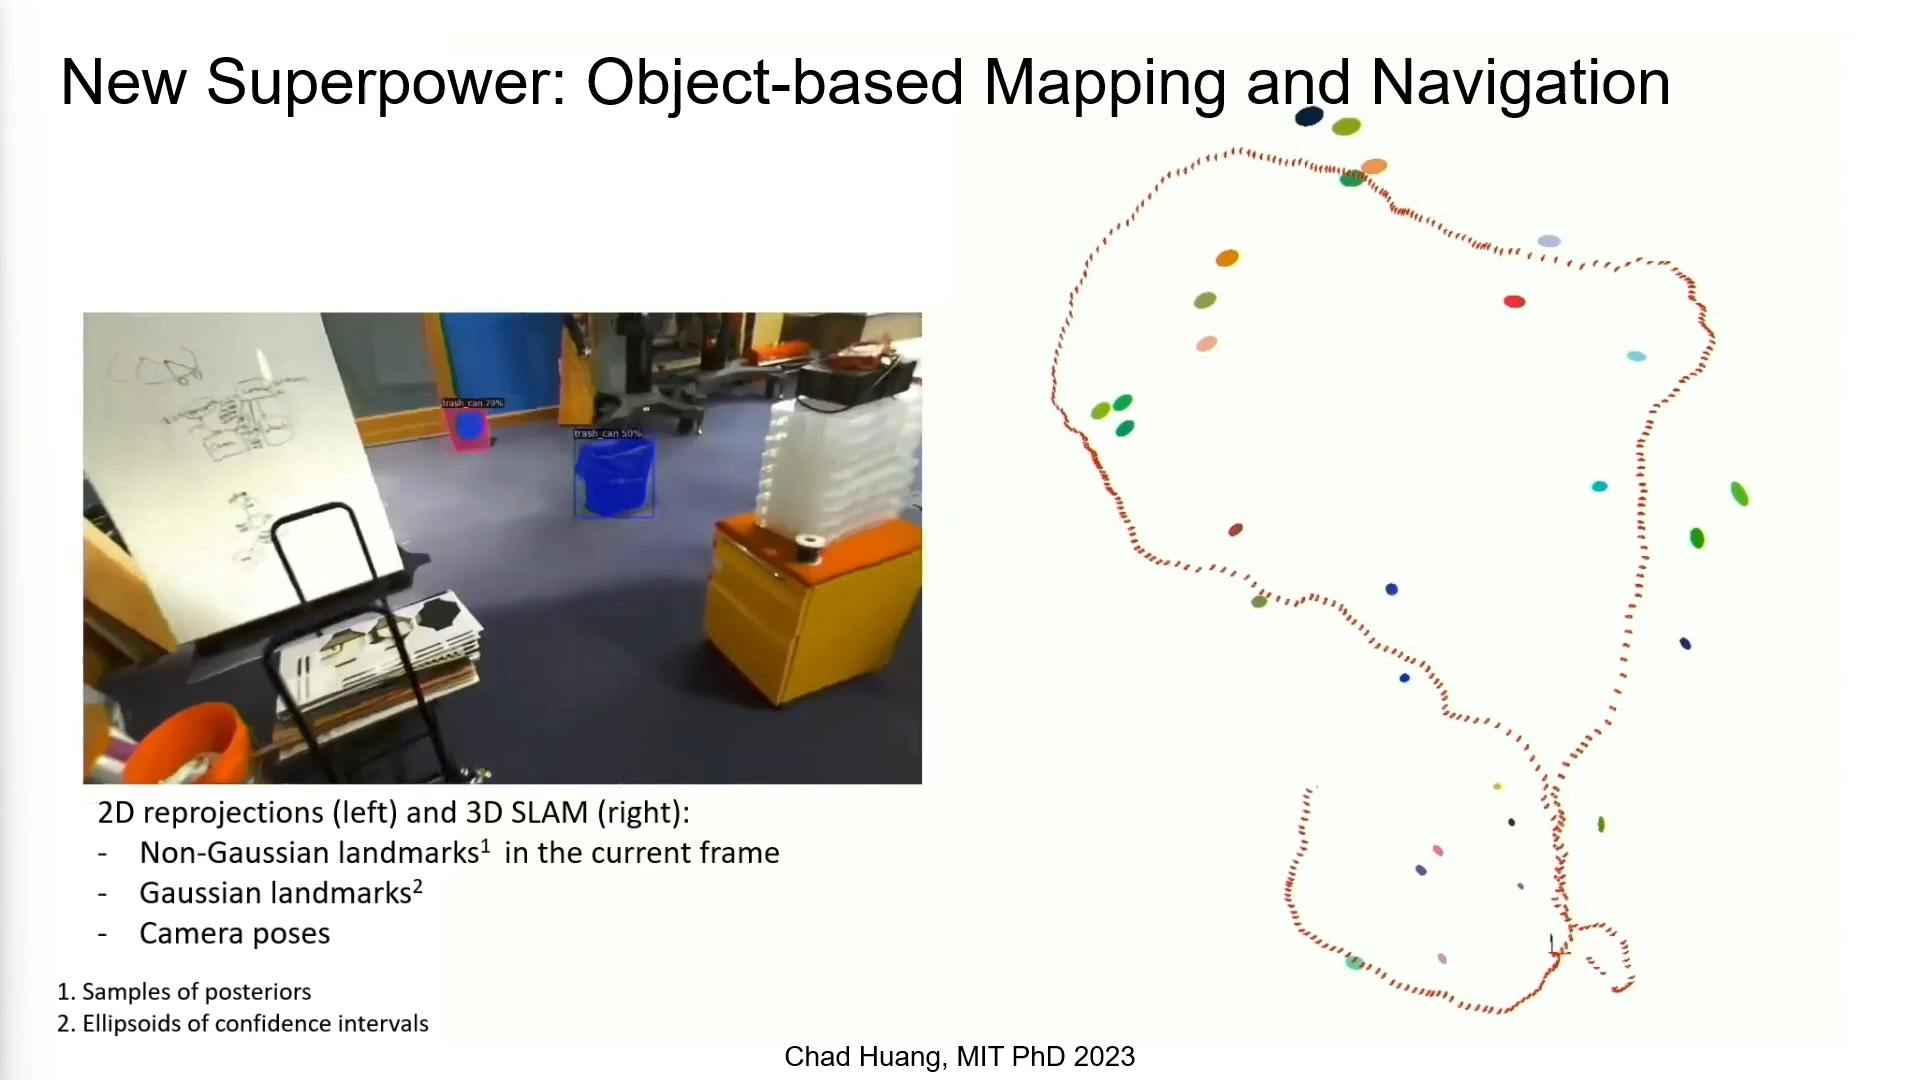 New Superpower: Object-based Mapping and Navigation
trash_can 79%
trash_can 50%
2D reprojections (left) and 3D SLAM (right):
- Non-Gaussian landmarks1 in the current frame
- Gaussian landmarks2
- Camera poses
1. Samples of posteriors
2. Ellipsoids of confidence intervals
Chad Huang, MIT PhD 2023